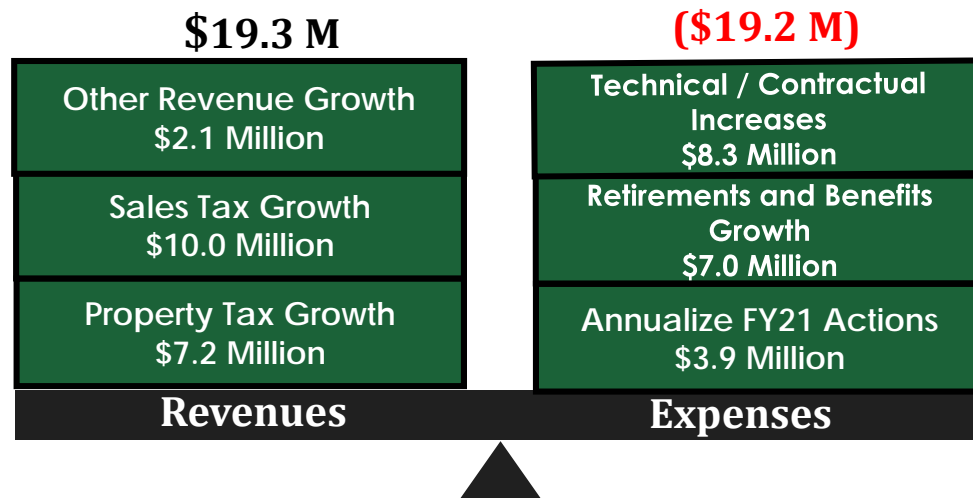 $19.3 M
Other Revenue Growth
$2.1 Million
Sales Tax Growth
$10.0 Million
Property Tax Growth
$7.2 Million
Revenues
($19.2 M)
Technical / Contractual
Increases
$8.3 Million
Retirements and Benefits
Growth
$7.0 Million
Annualize FY21 Actions
$3.9 Million
Expenses